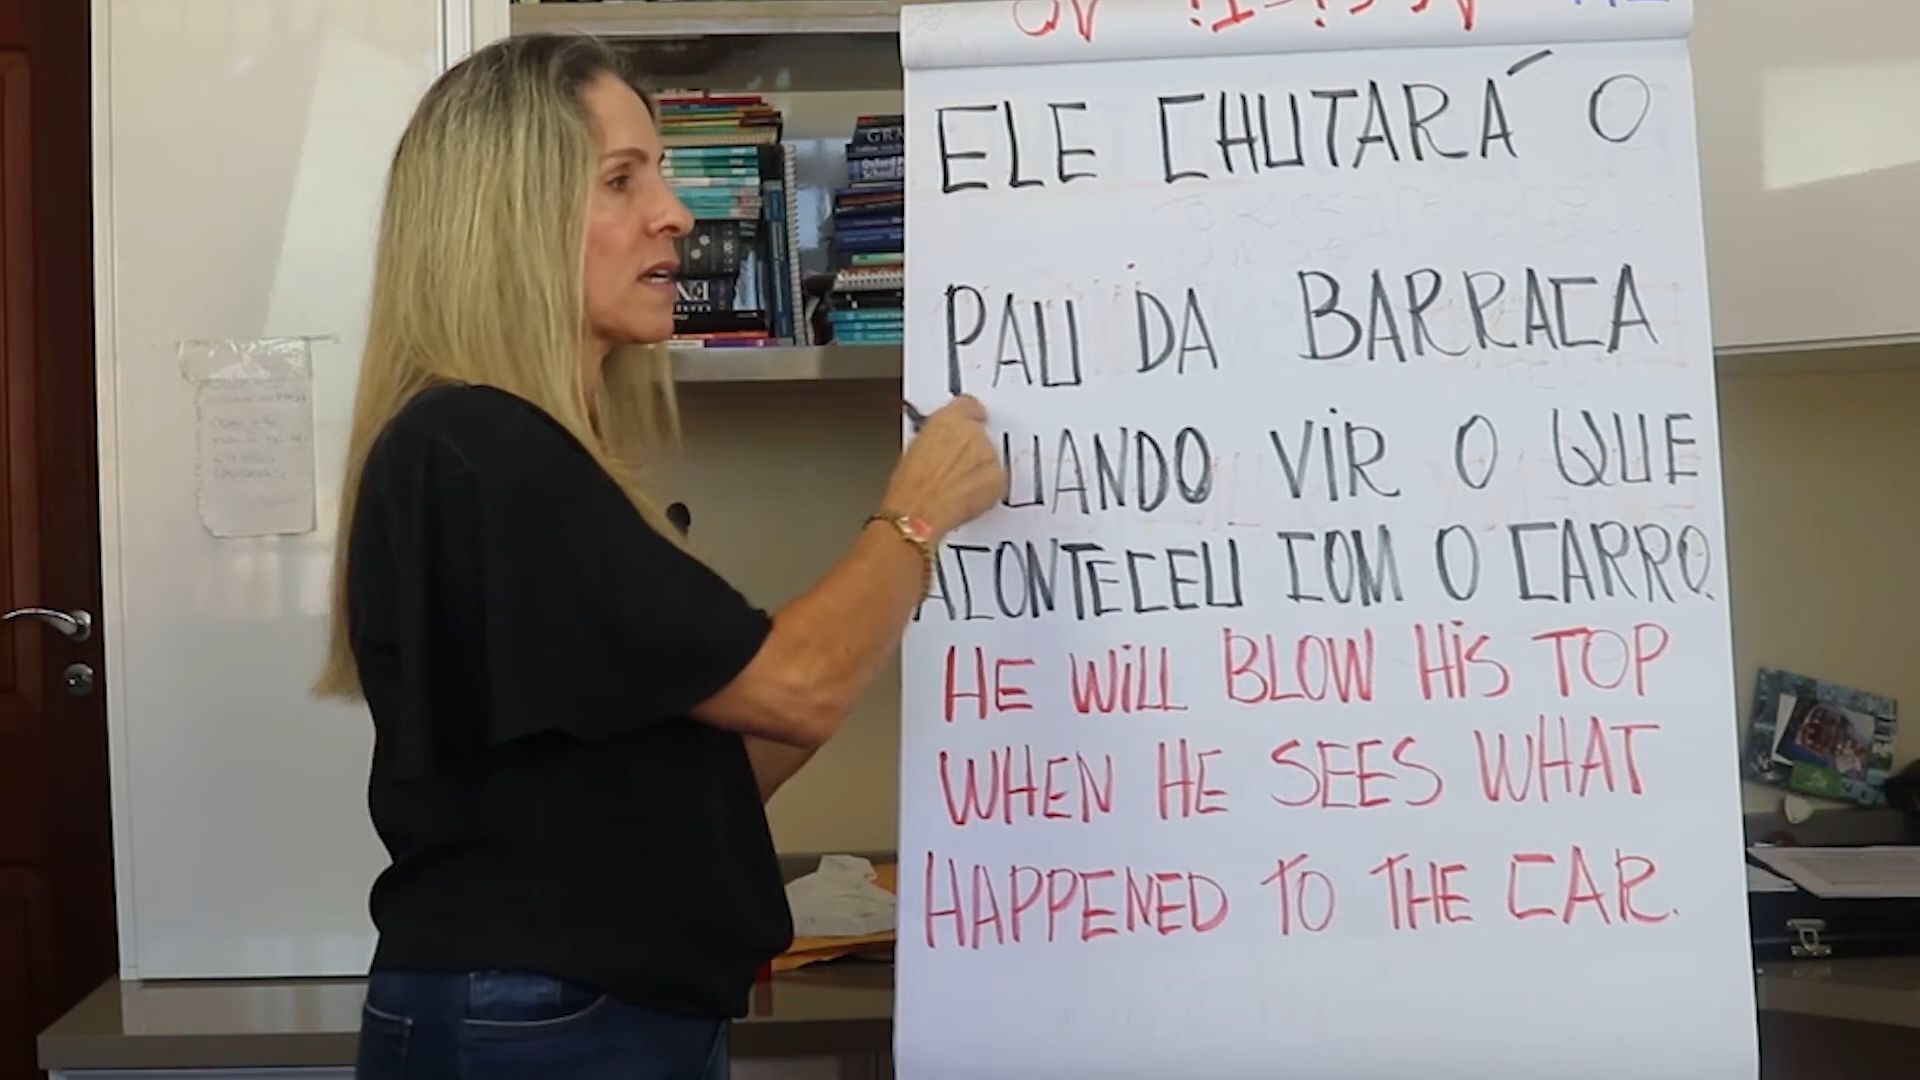 ELE CHUTARÁ O
PAU DA BARRACA
QUANDO VIR O QUE
ACONTECEU COM O CARRO.
HE WILL BLOW HIS TOP
WHEN HE SEES WHAT
HAPPENED TO THE CAR.